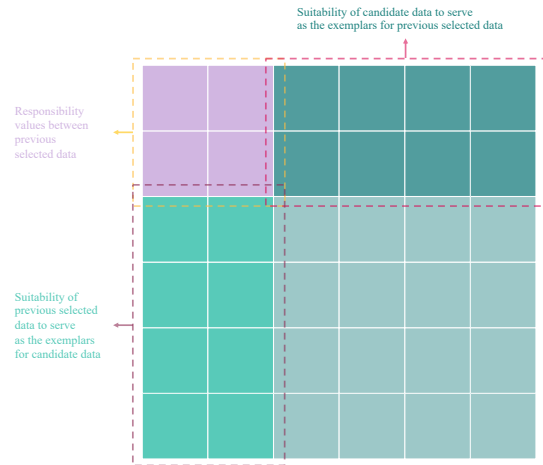 Suitability of candidate data to serve
as the exemplars for previous selected data
Responsibility
values between
previous
selected data
Suitability of
previous selected
data to serve
as the exemplars
for candidate data